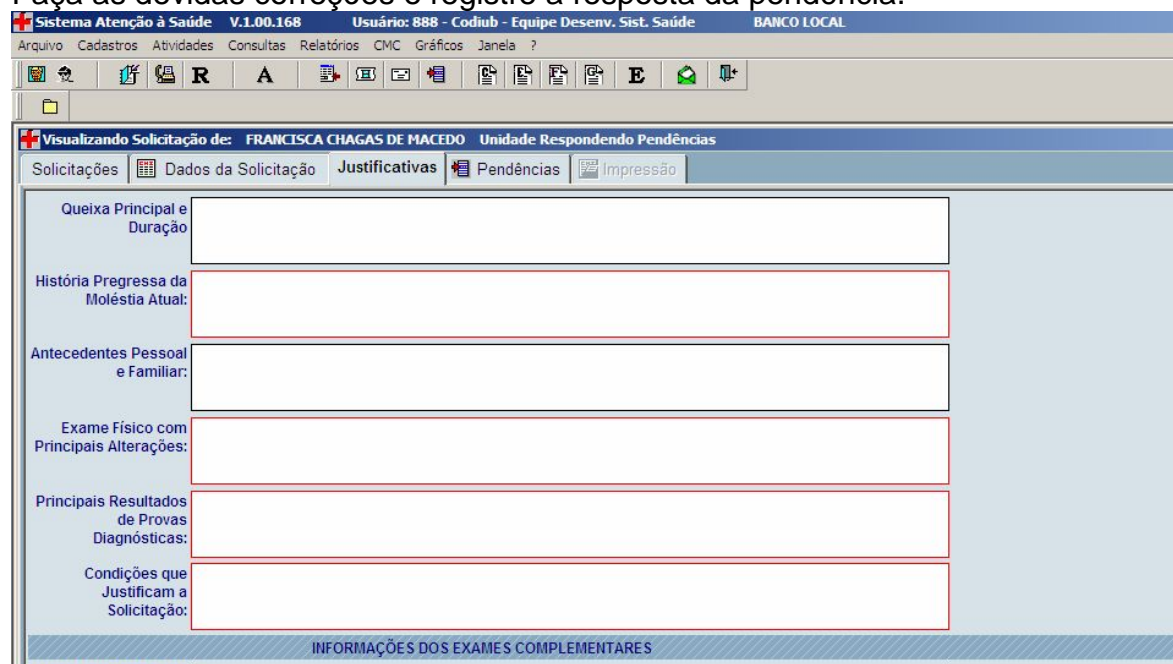 Faça as devidas correções e registre a resposta da pendência.
Sistema Atenção à Saúde V.1.00.168 Usuário: 888 - Codiub - Equipe Desenv. Sist. Saúde BANCO LOCAL
Arquivo Cadastros Atividades Consultas Relatórios CMC Gráficos Janela ?
R A E
Visualizando Solicitação de: FRANCISCA CHAGAS DE MACEDO Unidade Respondendo Pendências
Solicitações Dados da Solicitação Justificativas Pendências Impressão
Queixa Principal e
Duração
História Pregressa da
Moléstia Atual:
Antecedentes Pessoal
e Familiar:
Exame Físico com
Principais Alterações:
Principais Resultados
de Provas
Diagnósticas:
Condições que
Justificam a
Solicitação:
INFORMAÇÕES DOS EXAMES COMPLEMENTARES